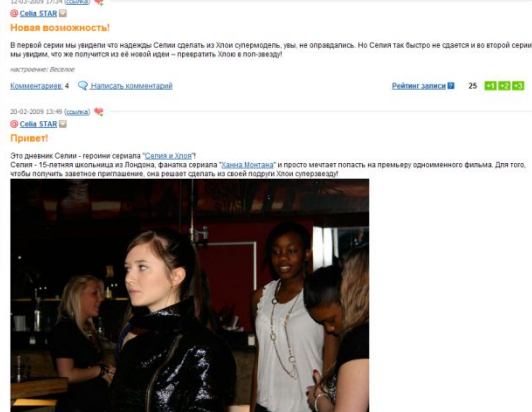 12-03-2009 17:34 (ссылка)
@ Celia STAR
Новая возможность!
В первой серии мы увидели что надежды Селии сделать из Хлои супермодель, увы, не оправдались. Но Селия так быстро не сдается и во второй серии
мы увидим, что же получится из её новой идеи – превратить Хлою в поп-звезду!
настроение: Веселое
Комментариев: 4 Написать комментарий Рейтинг записи ? 25 +1 +2 +3
20-02-2009 13:49 (ссылка)
@ Celia STAR
Привет!
Это дневник Селии - героини сериала "Селия и Хлоя"!
Селия - 15-летняя школьница из Лондона, фанатка сериала "Ханна Монтана" и просто мечтает попасть на премьеру одноименного фильма. Для того,
чтобы получить заветное приглашение, она решает сделать из своей подруги Хлои суперзвезду!